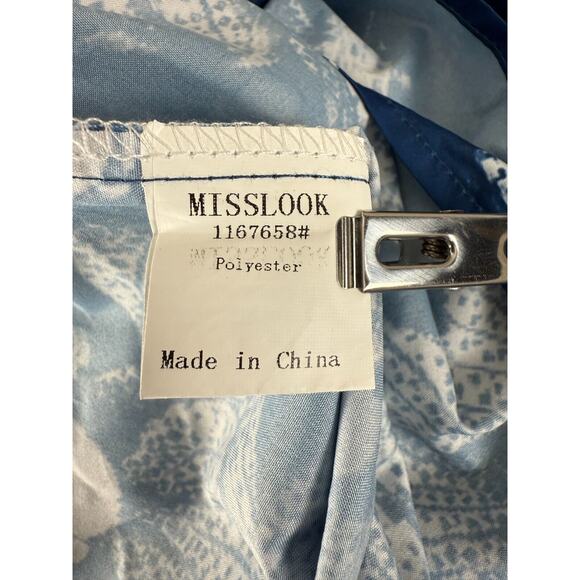 MISSLOOK
1167658#
Polyester
Made in China